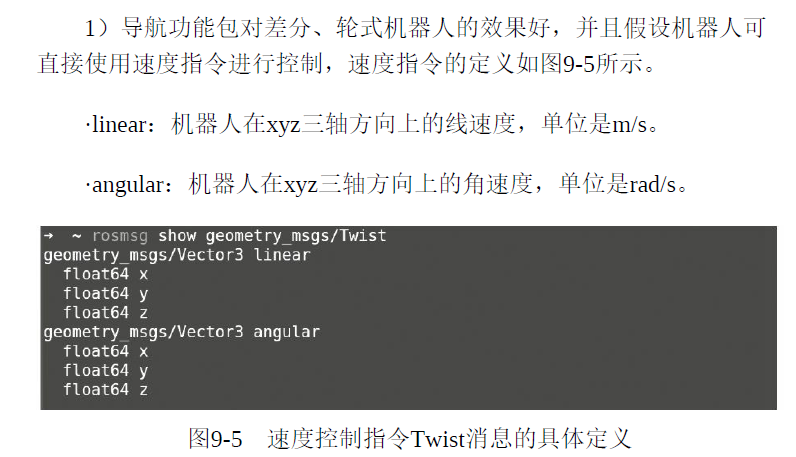 1）导航功能包对差分、轮式机器人的效果好，并且假设机器人可
直接使用速度指令进行控制，速度指令的定义如图9-5所示。
·linear：机器人在xyz三轴方向上的线速度，单位是m/s。
·angular：机器人在xyz三轴方向上的角速度，单位是rad/s。
→ ~ rosmsg show geometry_msgs/Twist
geometry_msgs/Vector3 linear
  float64 x
  float64 y
  float64 z
geometry_msgs/Vector3 angular
  float64 x
  float64 y
  float64 z
图9-5 速度控制指令Twist消息的具体定义